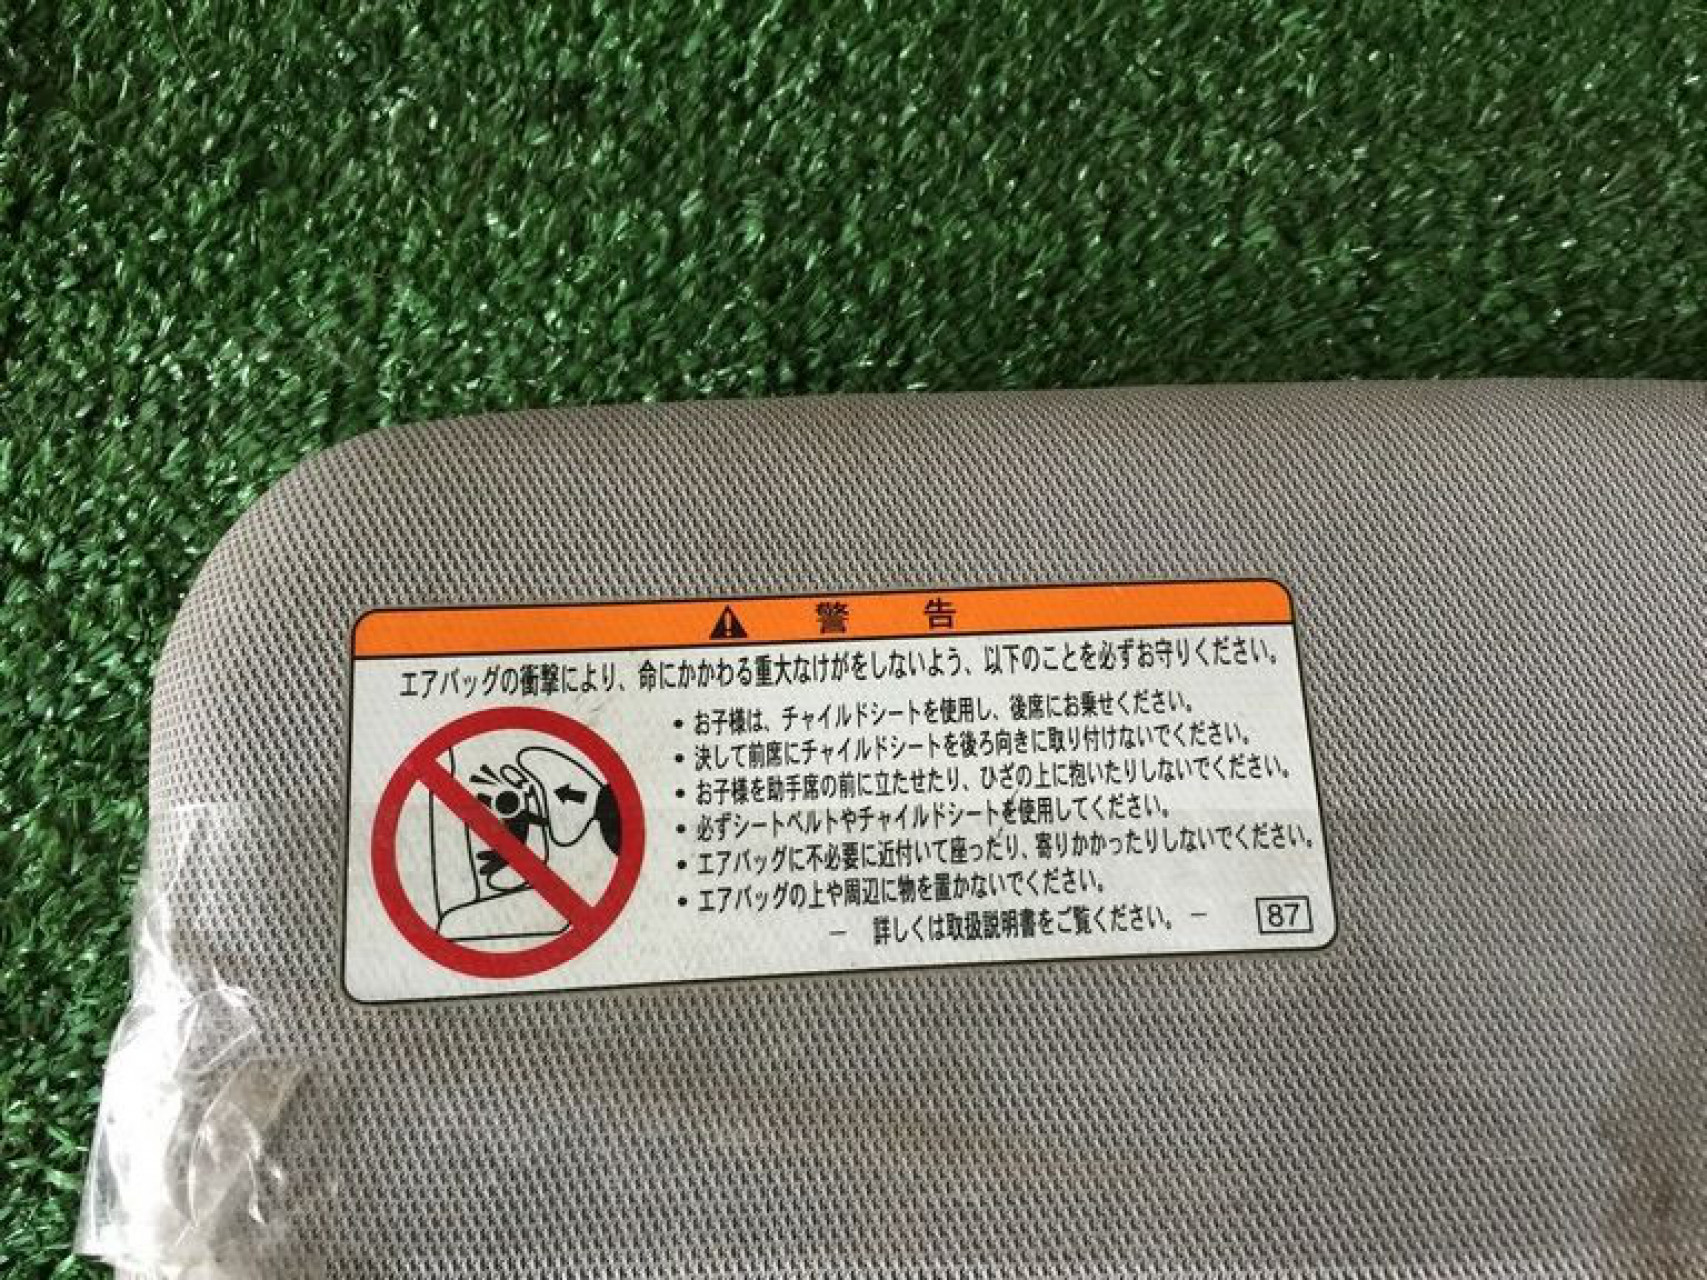 警告
エアバッグの衝撃により、命にかかわる重大なけがをしないよう、以下のことを必ずお守りください。
• お子様は、チャイルドシートを使用し、後席にお乗せください。
• 決して前席にチャイルドシートを後ろ向きに取り付けないでください。
• お子様を助手席の前に立たせたり、ひざの上に抱いたりしないでください。
• 必ずシートベルトやチャイルドシートを使用してください。
• エアバッグに不必要に近付いて座ったり、寄りかかったりしないでください。
• エアバッグの上や周辺に物を置かないでください。
− 詳しくは取扱説明書をご覧ください。 −
87